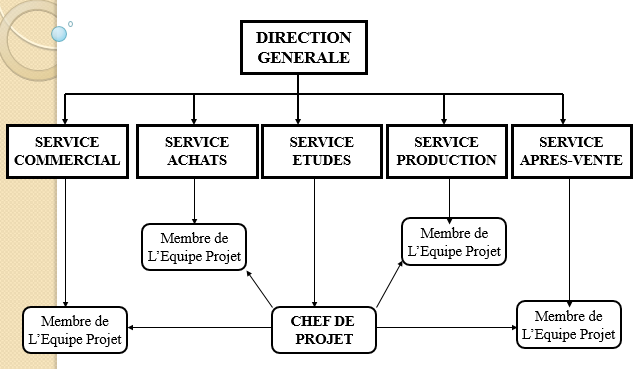 DIRECTION
GENERALE
SERVICE
COMMERCIAL
SERVICE
ACHATS
SERVICE
ETUDES
SERVICE
PRODUCTION
SERVICE
APRES-VENTE
Membre de
L’Equipe Projet
Membre de
L’Equipe Projet
Membre de
L’Equipe Projet
CHEF DE
PROJET
Membre de
L’Equipe Projet